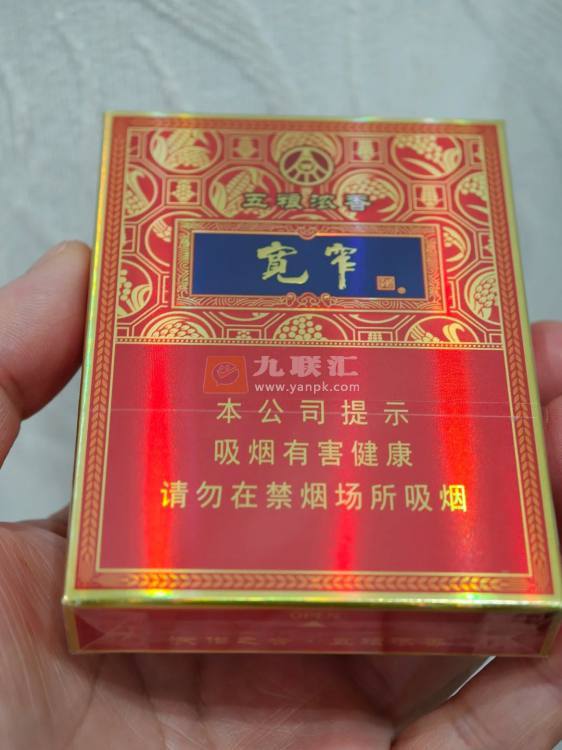 五粮浓香
宽窄
九联汇
www.yanpk.com
本公司提示
吸烟有害健康
请勿在禁烟场所吸烟
OPEN